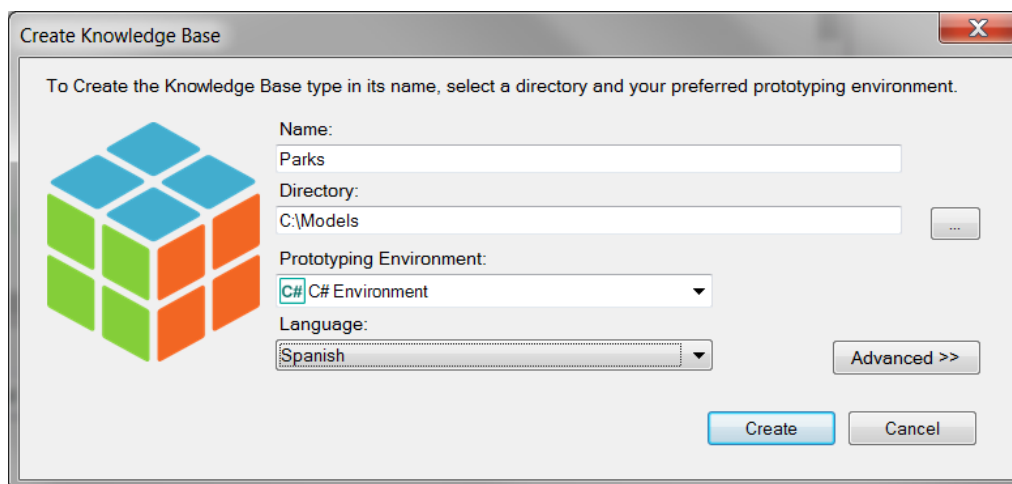 Create Knowledge Base
To Create the Knowledge Base type in its name, select a directory and your preferred prototyping environment.
Name:
Parks
Directory:
C:\Models
...
Prototyping Environment:
C# C# Environment
Language:
Spanish
Advanced >>
Create Cancel